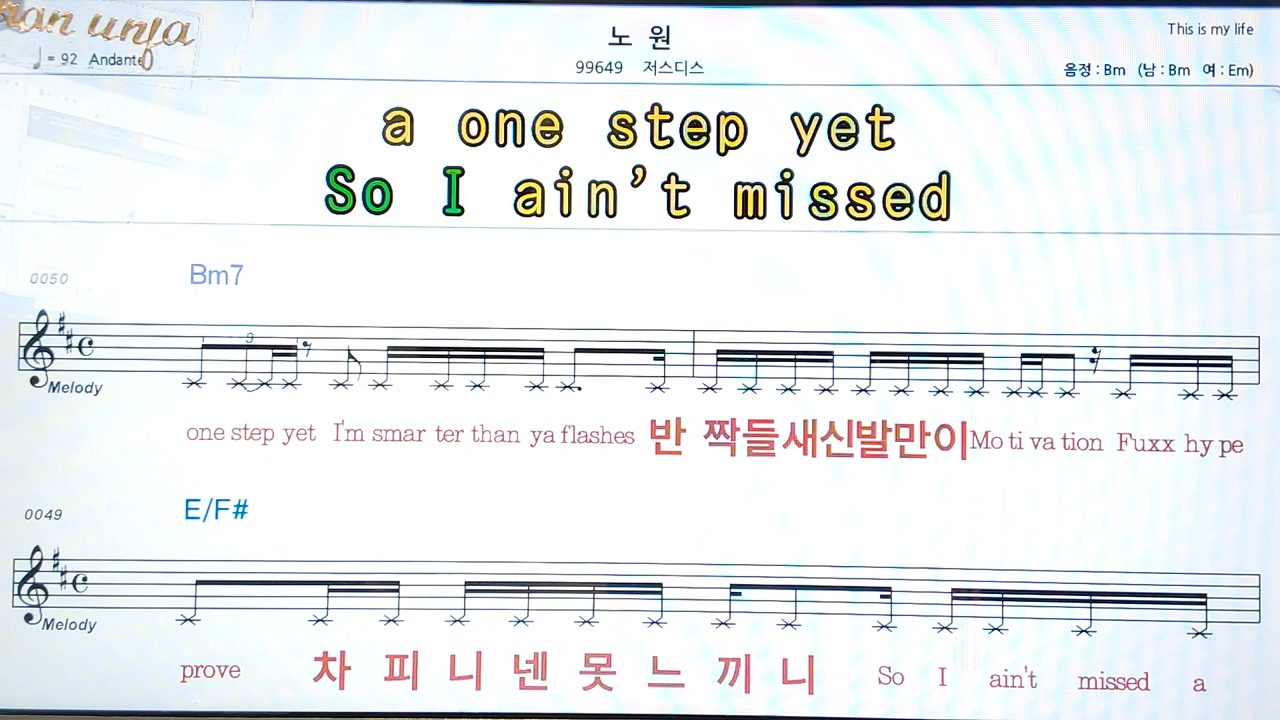 ♩= 92 Andante
노 원
99649 저스디스
This is my life
음정 : Bm (남 : Bm 여 : Em)
a one step yet
So I ain't missed
0050
Bm7
3
Melody
one step yet I'm smar ter than ya flashes 반 짝들새신발만이Mo ti va tion Fuxx hy pe
0049
E/F#
Melody
prove 차 피 니 넨 못 느 끼 니 So I ain't missed a